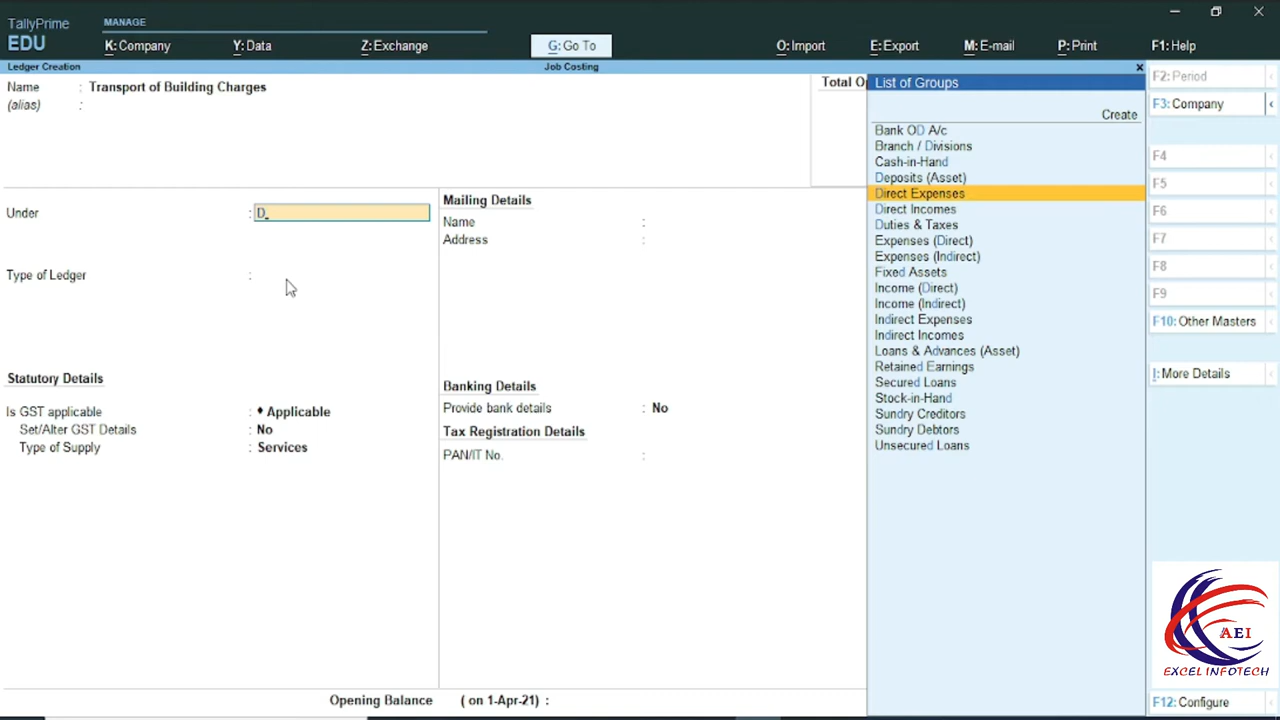 TallyPrime
EDU
MANAGE
K: Company
Y: Data
Z: Exchange
G: Go To
O: Import
E: Export
M: E-mail
P: Print
F1: Help
Ledger Creation
Job Costing
Name : Transport of Building Charges
(alias) :
Total Op
Under : D
Type of Ledger :
Statutory Details
Is GST applicable : ♦ Applicable
Set/Alter GST Details : No
Type of Supply : Services
Mailing Details
Name :
Address :
Banking Details
Provide bank details : No
Tax Registration Details
PAN/IT No. :
Opening Balance ( on 1-Apr-21) :
List of Groups
Create
Bank OD A/c
Branch / Divisions
Cash-in-Hand
Deposits (Asset)
Direct Expenses
Direct Incomes
Duties & Taxes
Expenses (Direct)
Expenses (Indirect)
Fixed Assets
Income (Direct)
Income (Indirect)
Indirect Expenses
Indirect Incomes
Loans & Advances (Asset)
Retained Earnings
Secured Loans
Stock-in-Hand
Sundry Creditors
Sundry Debtors
Unsecured Loans
F2: Period
F3: Company
F4
F5
F6
F7
F8
F9
F10: Other Masters
I: More Details
AEI
EXCEL INFOTECH
F12: Configure